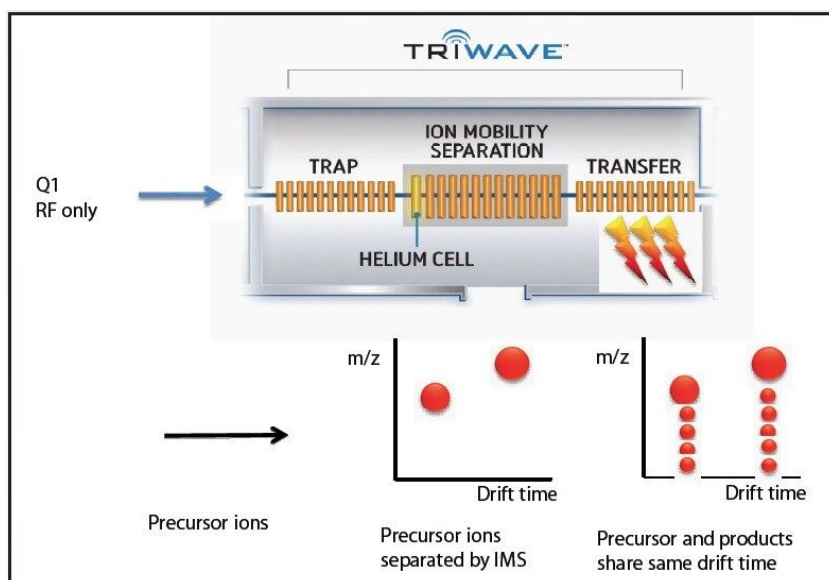 TRIWAVE™
ION MOBILITY
SEPARATION
TRAP
TRANSFER
Q1
RF only
HELIUM CELL
m/z
m/z
Drift time
Drift time
Precursor ions
Precursor ions
separated by IMS
Precursor and products
share same drift time